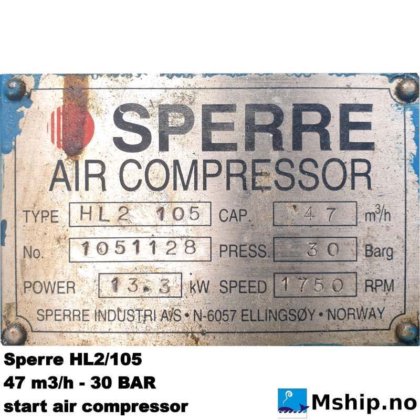 SPERRE
AIR COMPRESSOR
TYPE HL2 105 CAP. 47 m³/h
No. 1051128 PRESS. 30 Barg
POWER 13.3 kW SPEED 1750 RPM
SPERRE INDUSTRI A/S • N-6057 ELLINGSØY • NORWAY
Sperre HL2/105
47 m3/h - 30 BAR
start air compressor
Mship.no